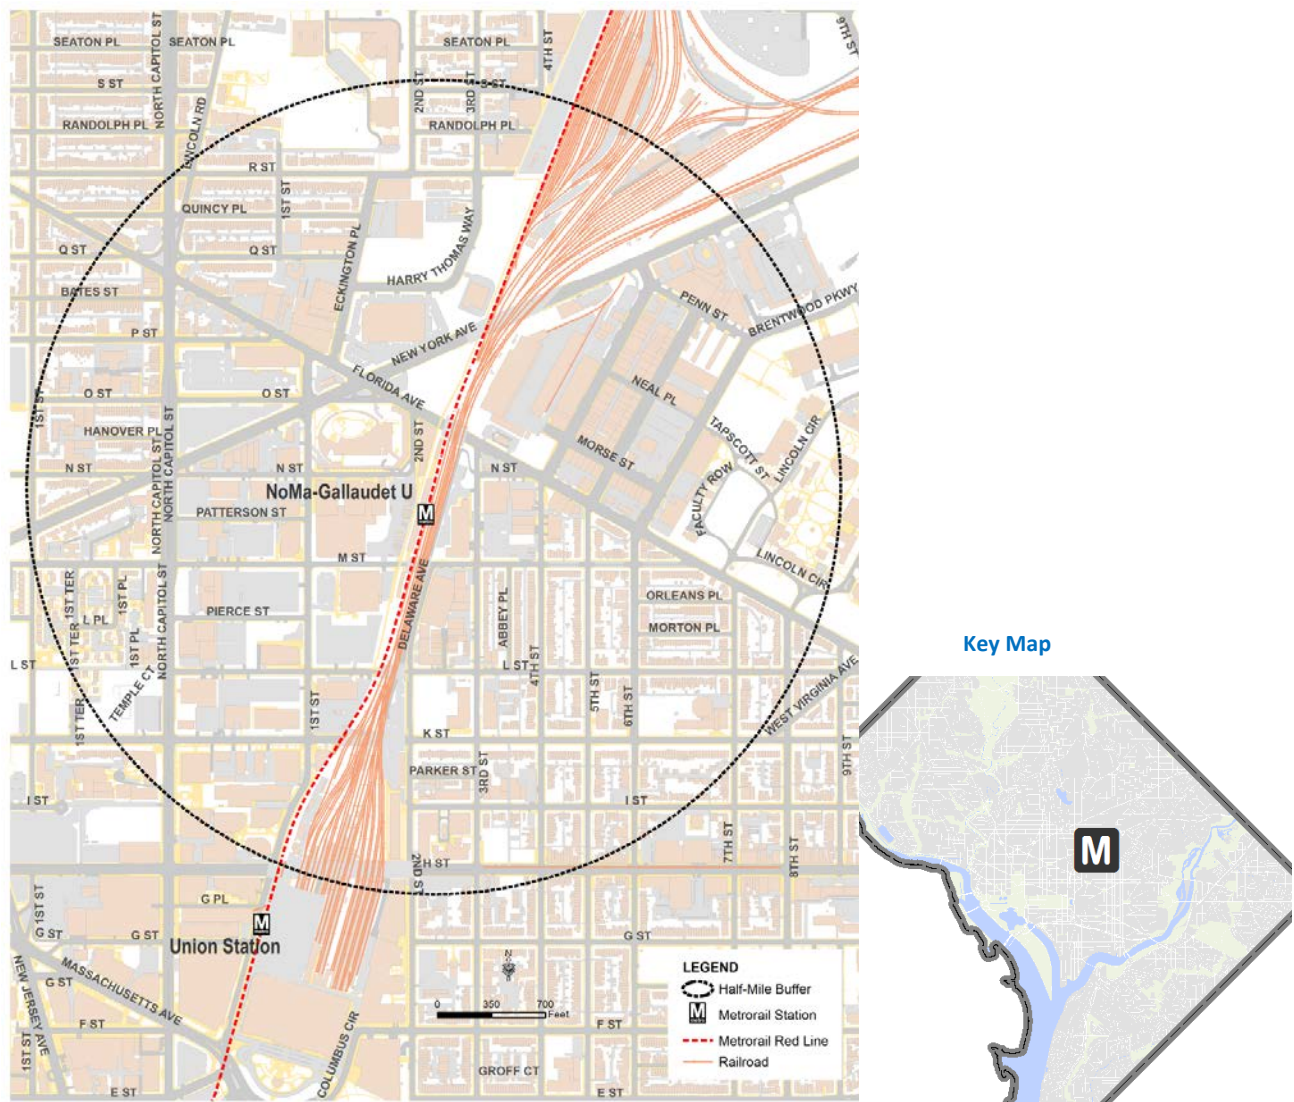 SEATON PL
SEATON PL
SEATON PL
4TH ST
9TH ST
NORTH CAPITOL ST
S ST
2ND ST
3RD ST
S ST
RANDOLPH PL
LINCOLN RD
RANDOLPH PL
R ST
1ST ST
QUINCY PL
Q ST
Q ST
ECKINGTON PL
HARRY THOMAS WAY
BATES ST
PENN ST
BRENTWOOD PKWY
P ST
NEW YORK AVE
FLORIDA AVE
NEAL PL
1ST ST
O ST
O ST
HANOVER PL
NORTH CAPITOL ST
NORTH CAPITOL ST
2ND ST
MORSE ST
TAPSCOTT ST
LINCOLN CIR
N ST
N ST
N ST
FACULTY ROW
NoMa-Gallaudet U
M
PATTERSON ST
M ST
LINCOLN CIR
DELAWARE AVE
1ST TER
1ST PL
NORTH CAPITOL ST
PIERCE ST
ABBEY PL
ORLEANS PL
L PL
MORTON PL
1ST TER
1ST PL
L ST
L ST
4TH ST
5TH ST
6TH ST
WEST VIRGINIA AVE
TEMPLE CT
1ST TER
1ST ST
K ST
9TH ST
PARKER ST
3RD ST
I ST
I ST
7TH ST
8TH ST
2ND ST
H ST
G PL
1ST ST
M
G ST
G ST
G ST
Union Station
NEW JERSEY AVE
G ST
MASSACHUSETTS AVE
F ST
F ST
1ST ST
COLUMBUS CIR
GROFF CT
E ST
E ST
N
0 350 700
Feet
LEGEND
Half-Mile Buffer
M Metrorail Station
Metrorail Red Line
Railroad
Key Map
M